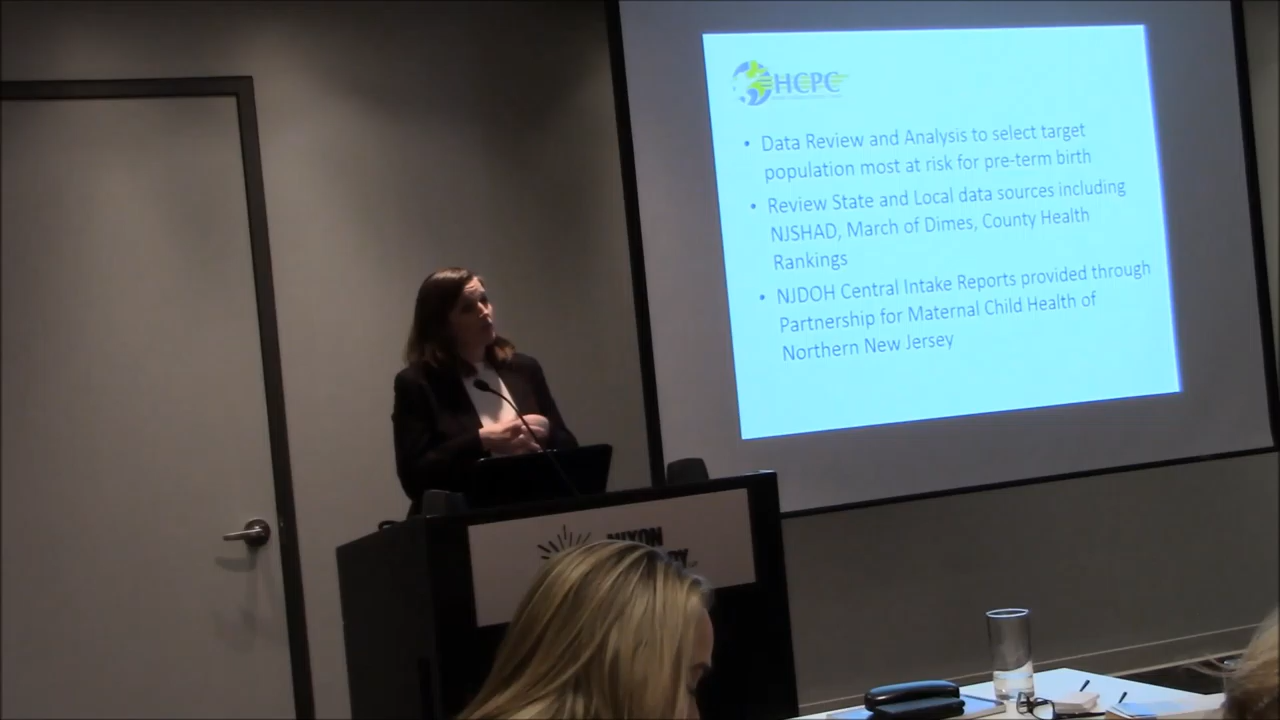 HCPC
• Data Review and Analysis to select target
population most at risk for pre-term birth
• Review State and Local data sources including
NJSHAD, March of Dimes, County Health
Rankings
• NJDOH Central Intake Reports provided through
Partnership for Maternal Child Health of
Northern New Jersey
NIXON